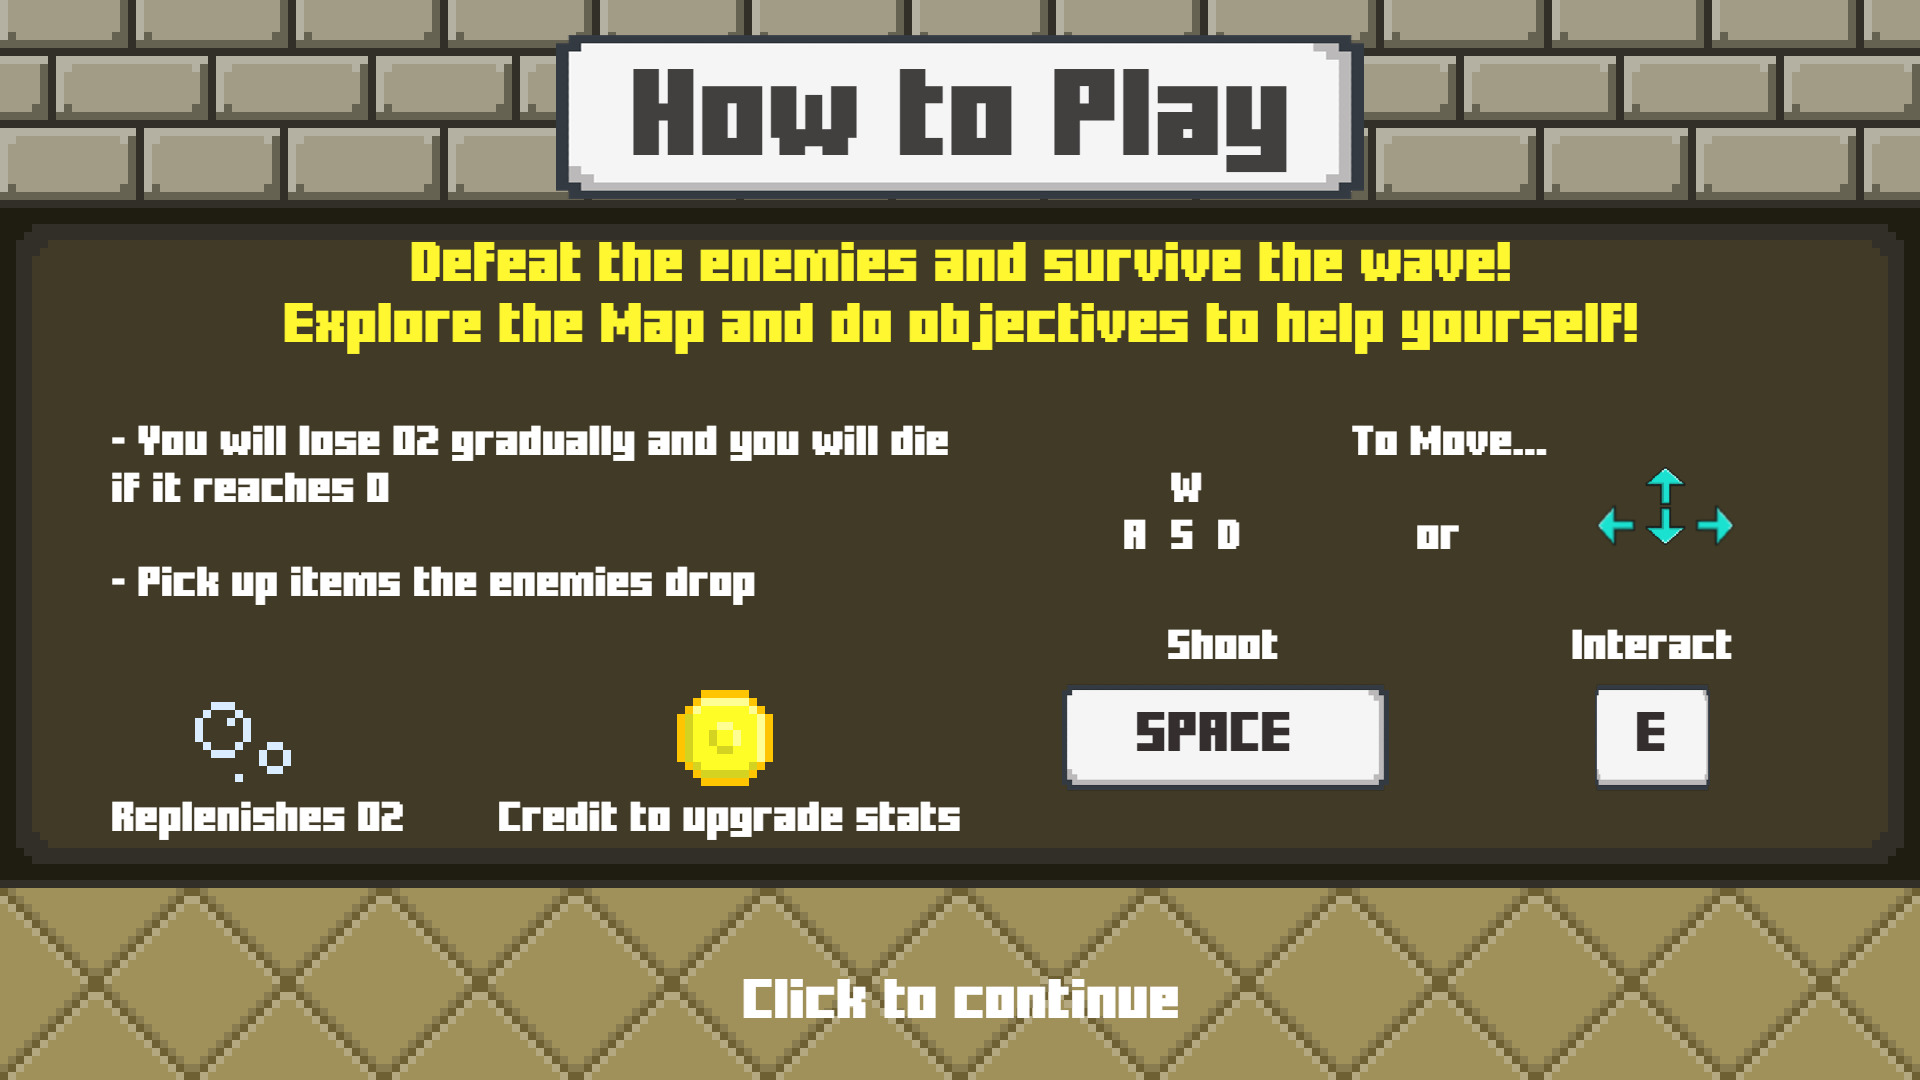 How to Play
Defeat the enemies and survive the wave!
Explore the Map and do objectives to help yourself!
- You will lose O2 gradually and you will die
if it reaches 0
- Pick up items the enemies drop
Replenishes O2
Credit to upgrade stats
To Move...
W
A S D
or
Shoot
Interact
SPACE
E
Click to continue